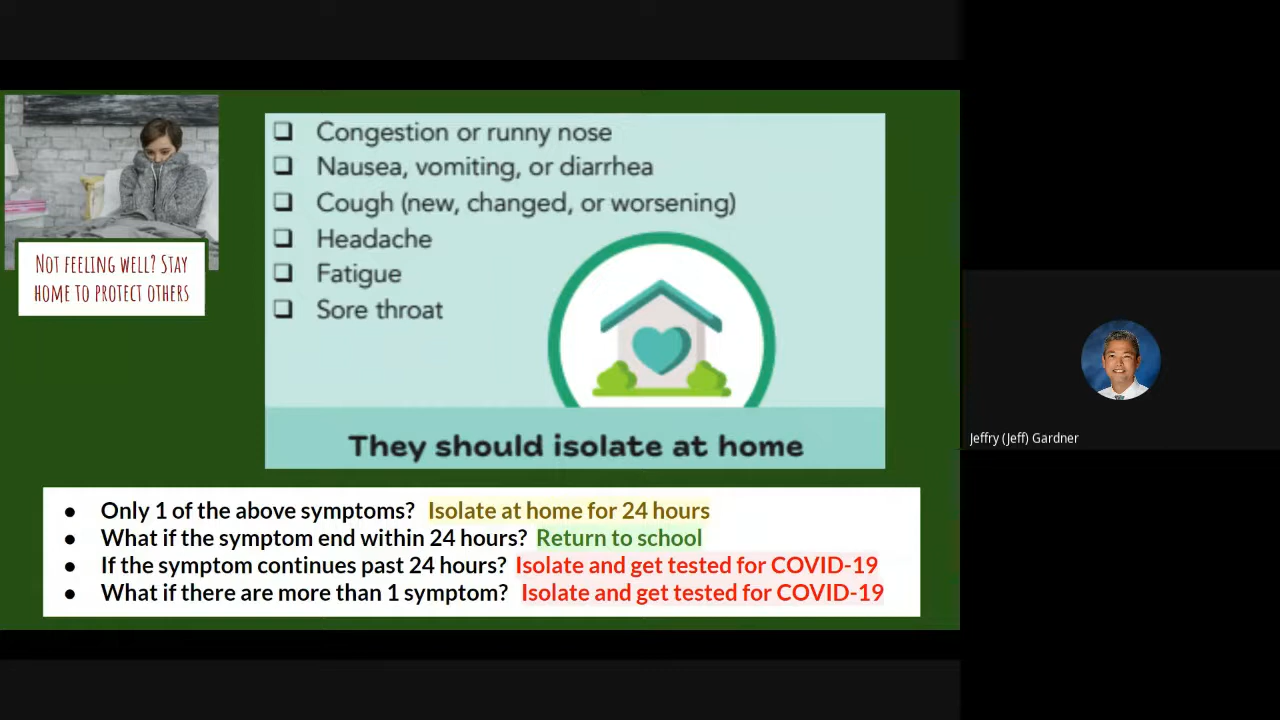 Congestion or runny nose
Nausea, vomiting, or diarrhea
Cough (new, changed, or worsening)
Headache
Fatigue
Sore throat
NOT FEELING WELL? STAY
HOME TO PROTECT OTHERS
They should isolate at home
Jeffry (Jeff) Gardner
Only 1 of the above symptoms? Isolate at home for 24 hours
What if the symptom end within 24 hours? Return to school
If the symptom continues past 24 hours? Isolate and get tested for COVID-19
What if there are more than 1 symptom? Isolate and get tested for COVID-19